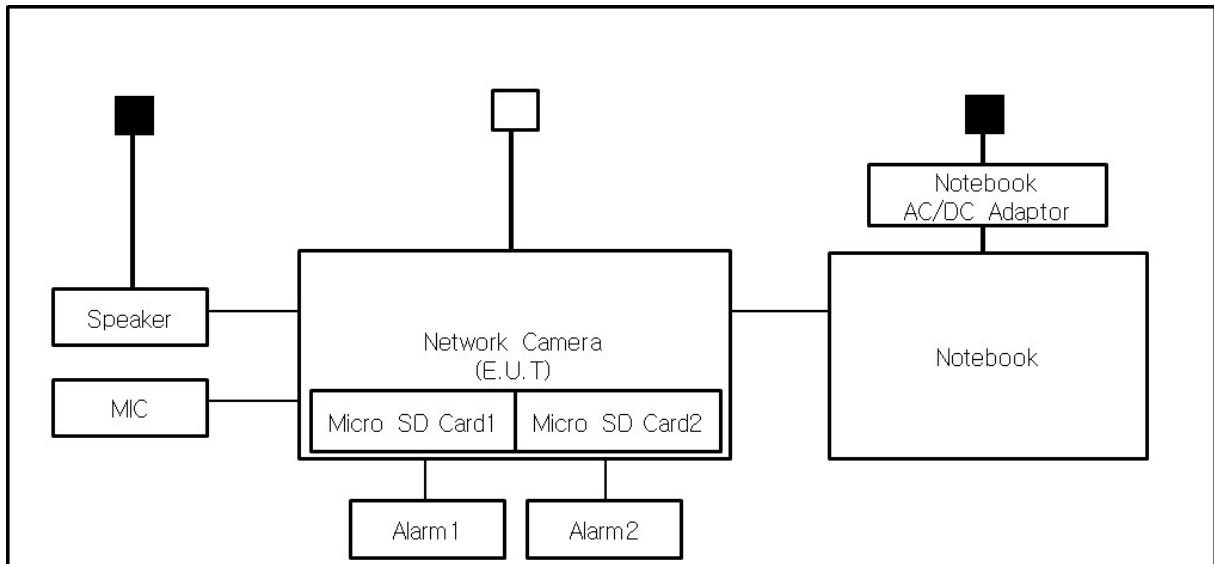 Notebook
AC/DC Adaptor
Speaker
Network Camera
(E.U.T)
Notebook
MIC
Micro SD Card1
Micro SD Card2
Alarm1
Alarm2